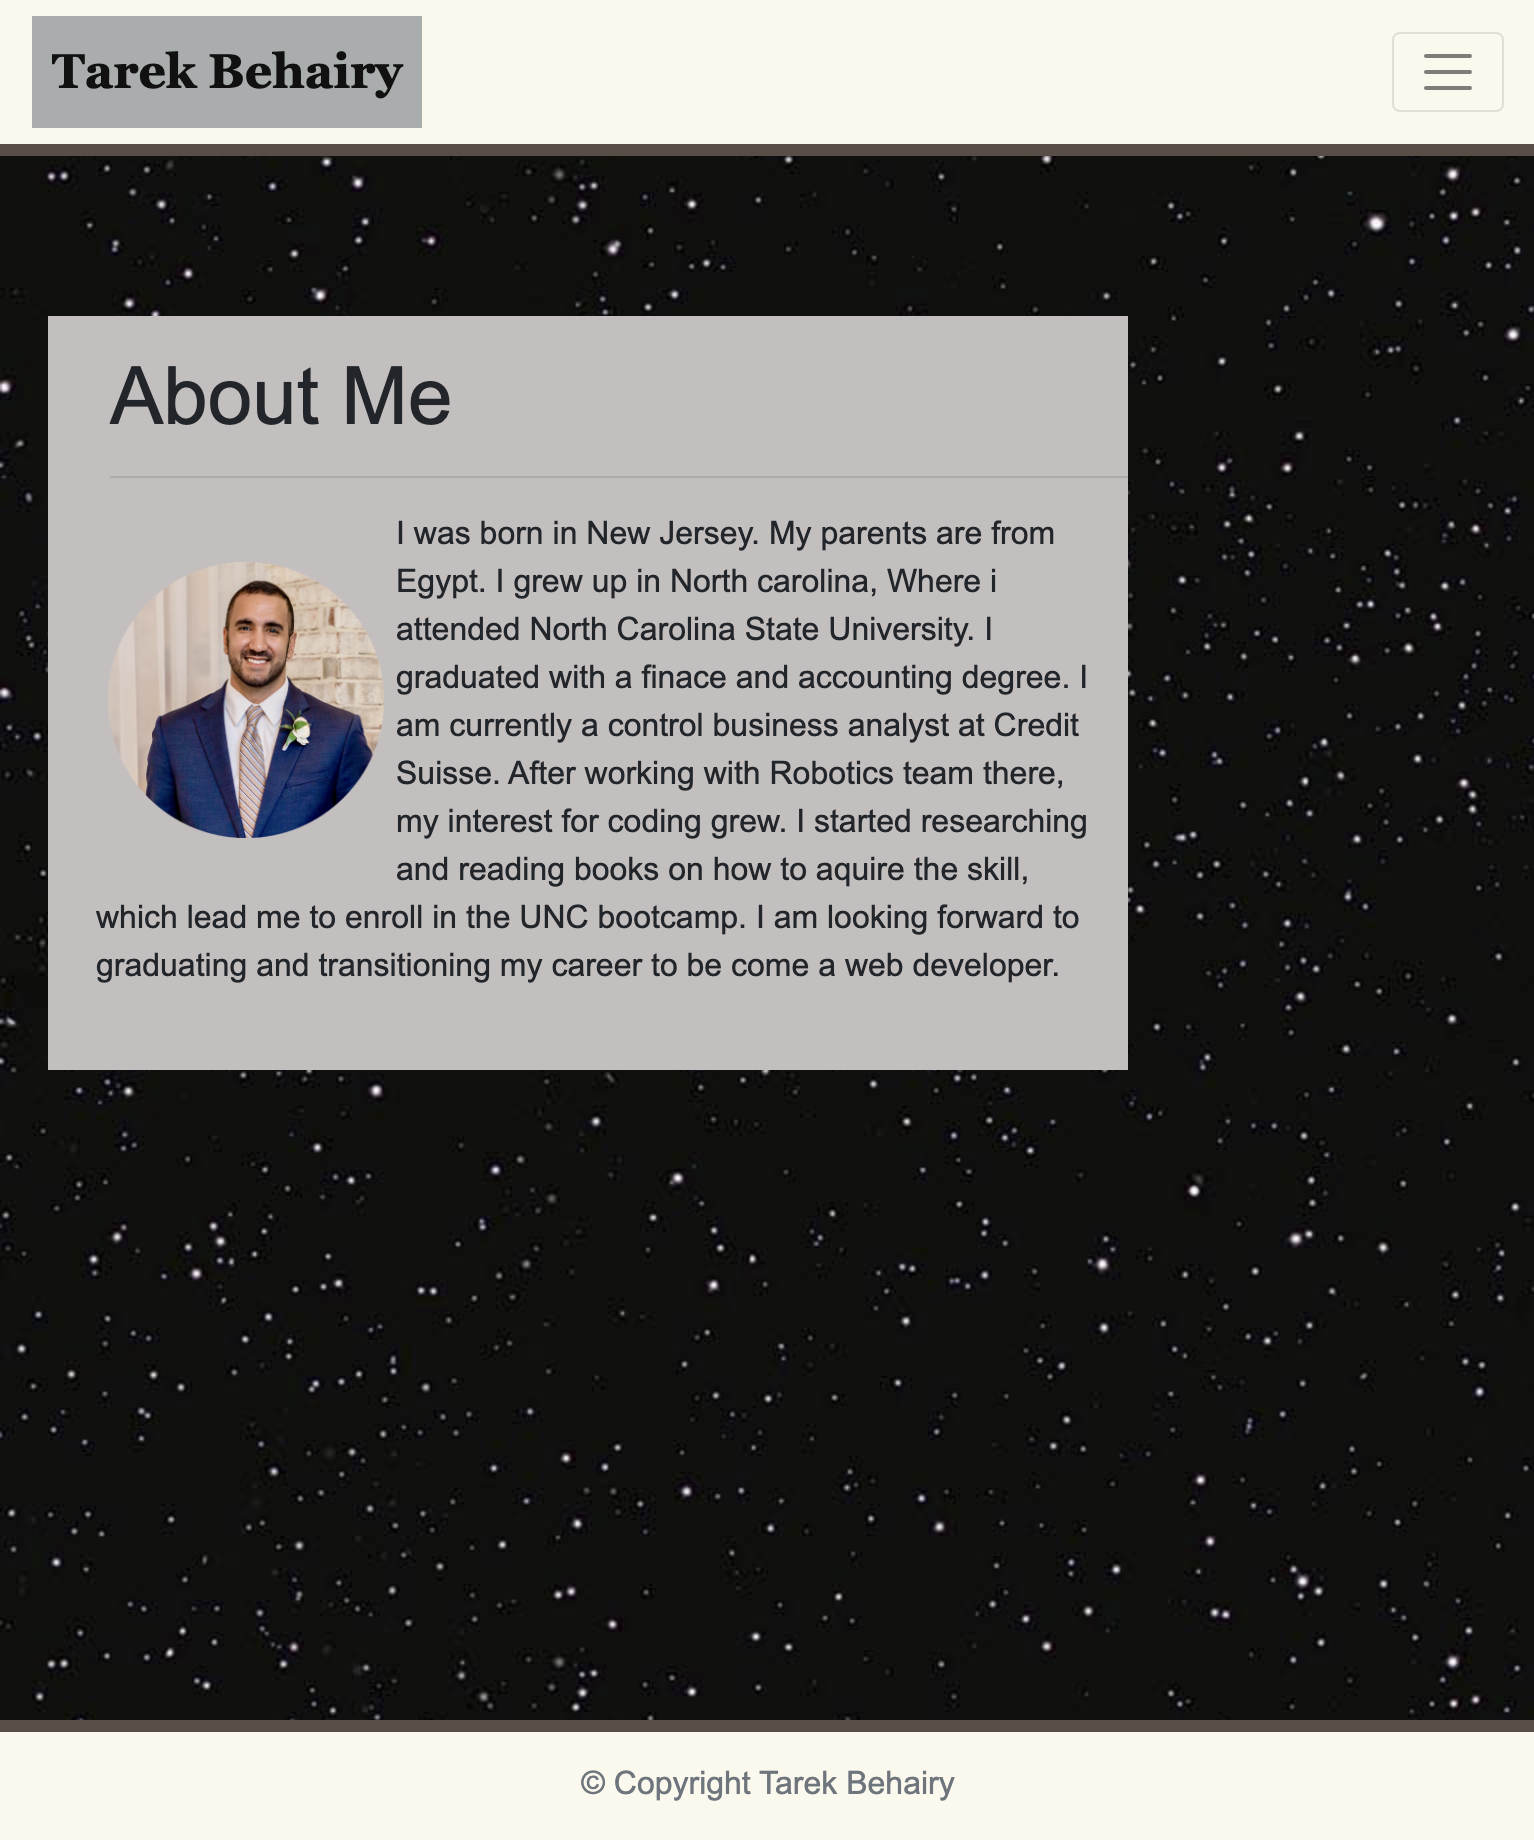 Tarek Behairy
About Me
I was born in New Jersey. My parents are from
Egypt. I grew up in North carolina, Where i
attended North Carolina State University. I
graduated with a finace and accounting degree. I
am currently a control business analyst at Credit
Suisse. After working with Robotics team there,
my interest for coding grew. I started researching
and reading books on how to aquire the skill,
which lead me to enroll in the UNC bootcamp. I am looking forward to
graduating and transitioning my career to be come a web developer.
© Copyright Tarek Behairy